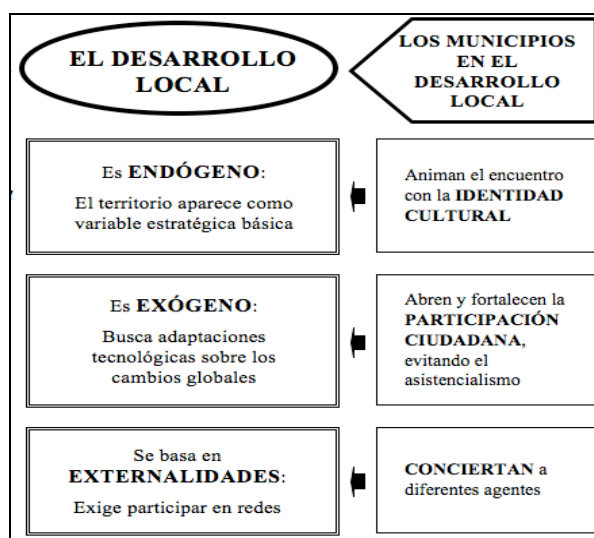 EL DESARROLLO
LOCAL
LOS MUNICIPIOS
EN EL
DESARROLLO
LOCAL
Es ENDÓGENO:
El territorio aparece como
variable estratégica básica
Animan el encuentro
con la IDENTIDAD
CULTURAL
Es EXÓGENO:
Busca adaptaciones
tecnológicas sobre los
cambios globales
Abren y fortalecen la
PARTICIPACIÓN
CIUDADANA,
evitando el
asistencialismo
Se basa en
EXTERNALIDADES:
Exige participar en redes
CONCIERTAN a
diferentes agentes